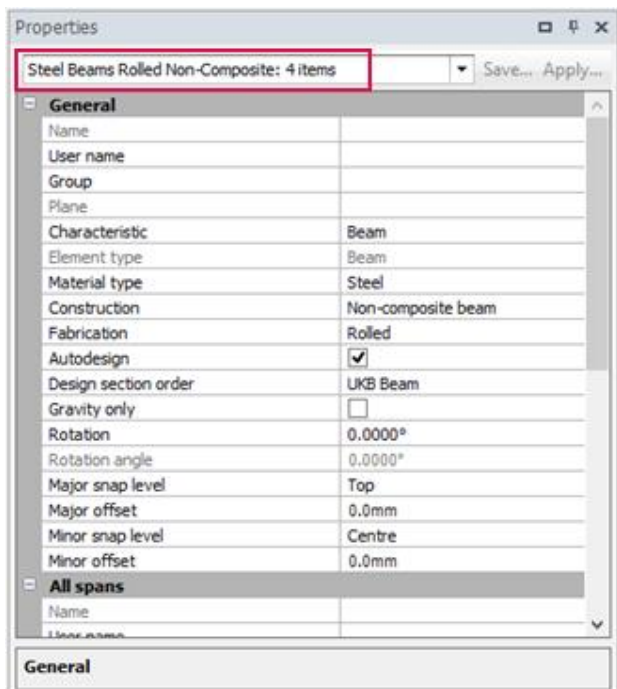 Properties
Steel Beams Rolled Non-Composite: 4 items Save... Apply...
General
Name
User name
Group
Plane
Characteristic Beam
Element type Beam
Material type Steel
Construction Non-composite beam
Fabrication Rolled
Autodesign
Design section order UKB Beam
Gravity only
Rotation 0.0000°
Rotation angle 0.0000°
Major snap level Top
Major offset 0.0mm
Minor snap level Centre
Minor offset 0.0mm
All spans
Name
User name
General